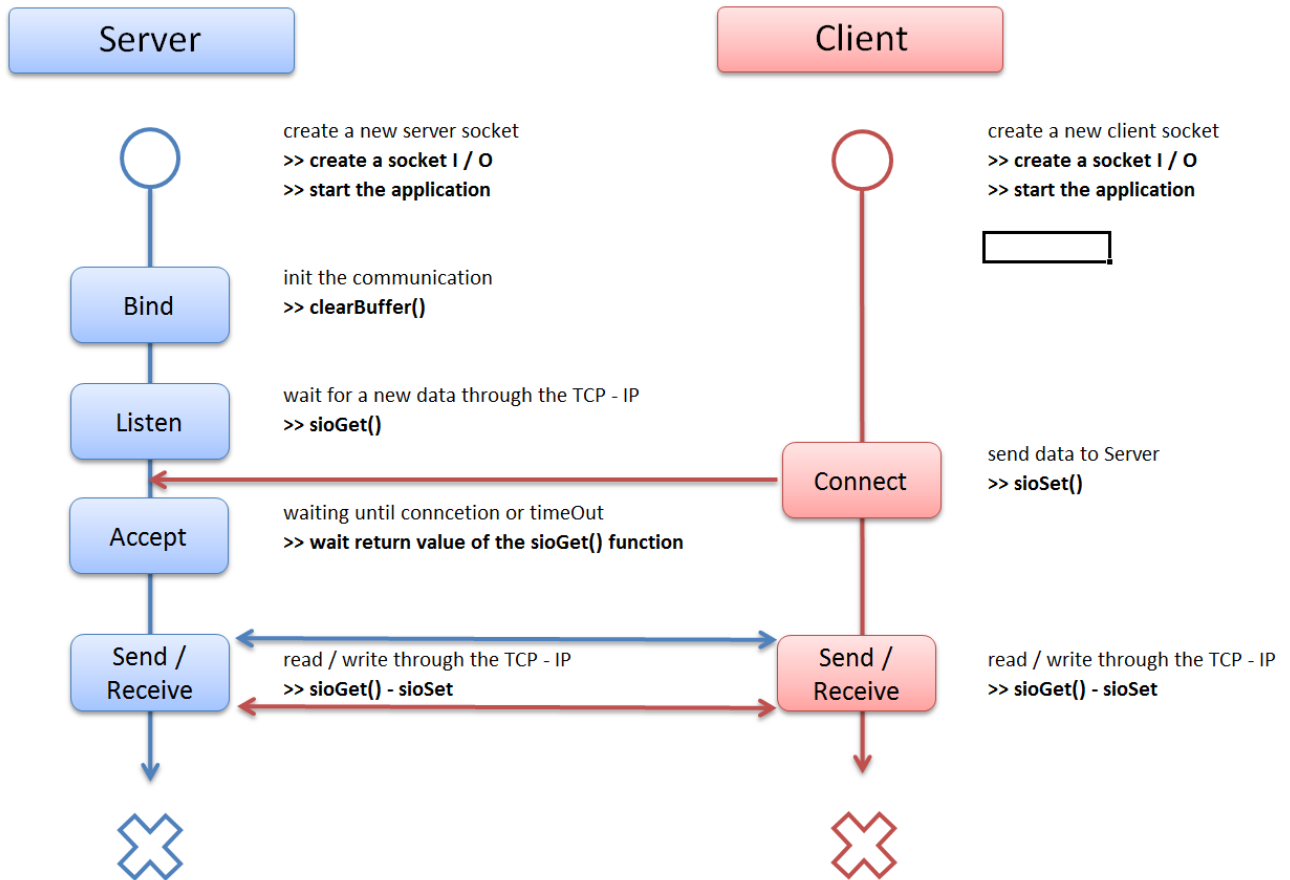 Server
Client
create a new server socket
>> create a socket I / O
>> start the application
create a new client socket
>> create a socket I / O
>> start the application
Bind
init the communication
>> clearBuffer()
Listen
wait for a new data through the TCP - IP
>> sioGet()
Connect
send data to Server
>> sioSet()
Accept
waiting until conncetion or timeOut
>> wait return value of the sioGet() function
Send /
Receive
read / write through the TCP - IP
>> sioGet() - sioSet
Send /
Receive
read / write through the TCP - IP
>> sioGet() - sioSet